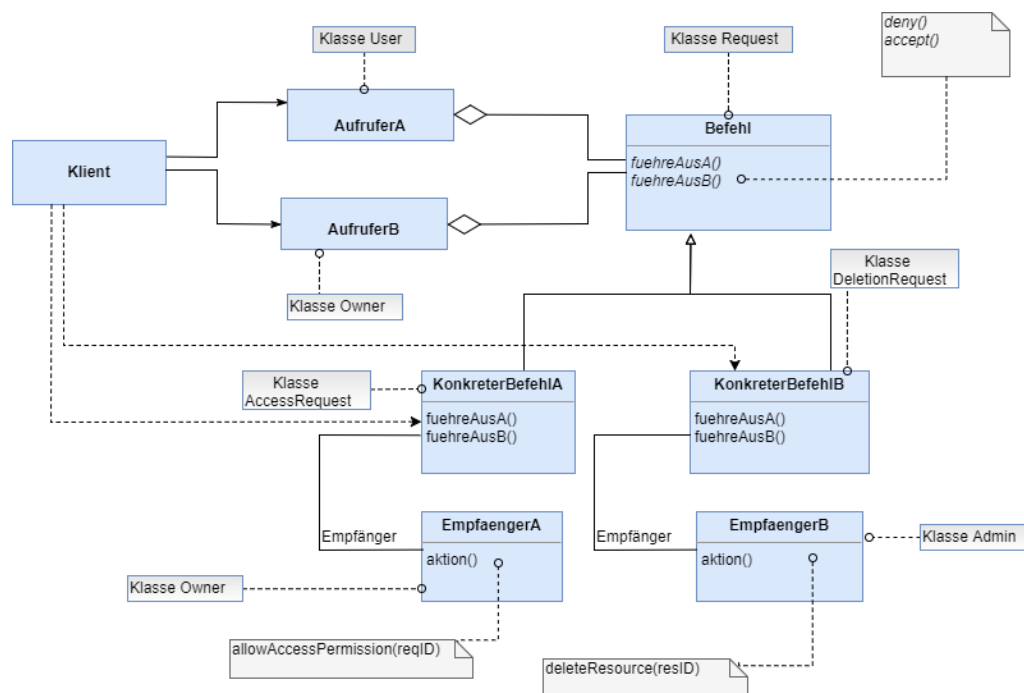 Klasse User
Klasse Request
deny()
accept()
AufruferA
Befehl
fuehreAusA()
fuehreAusB()
Klient
AufruferB
Klasse
DeletionRequest
Klasse Owner
Klasse
AccessRequest
KonkreterBefehlA
fuehreAusA()
fuehreAusB()
KonkreterBefehlB
fuehreAusA()
fuehreAusB()
Empfänger
EmpfaengerA
aktion()
Empfänger
EmpfaengerB
aktion()
Klasse Admin
Klasse Owner
allowAccessPermission(reqID)
deleteResource(resID)